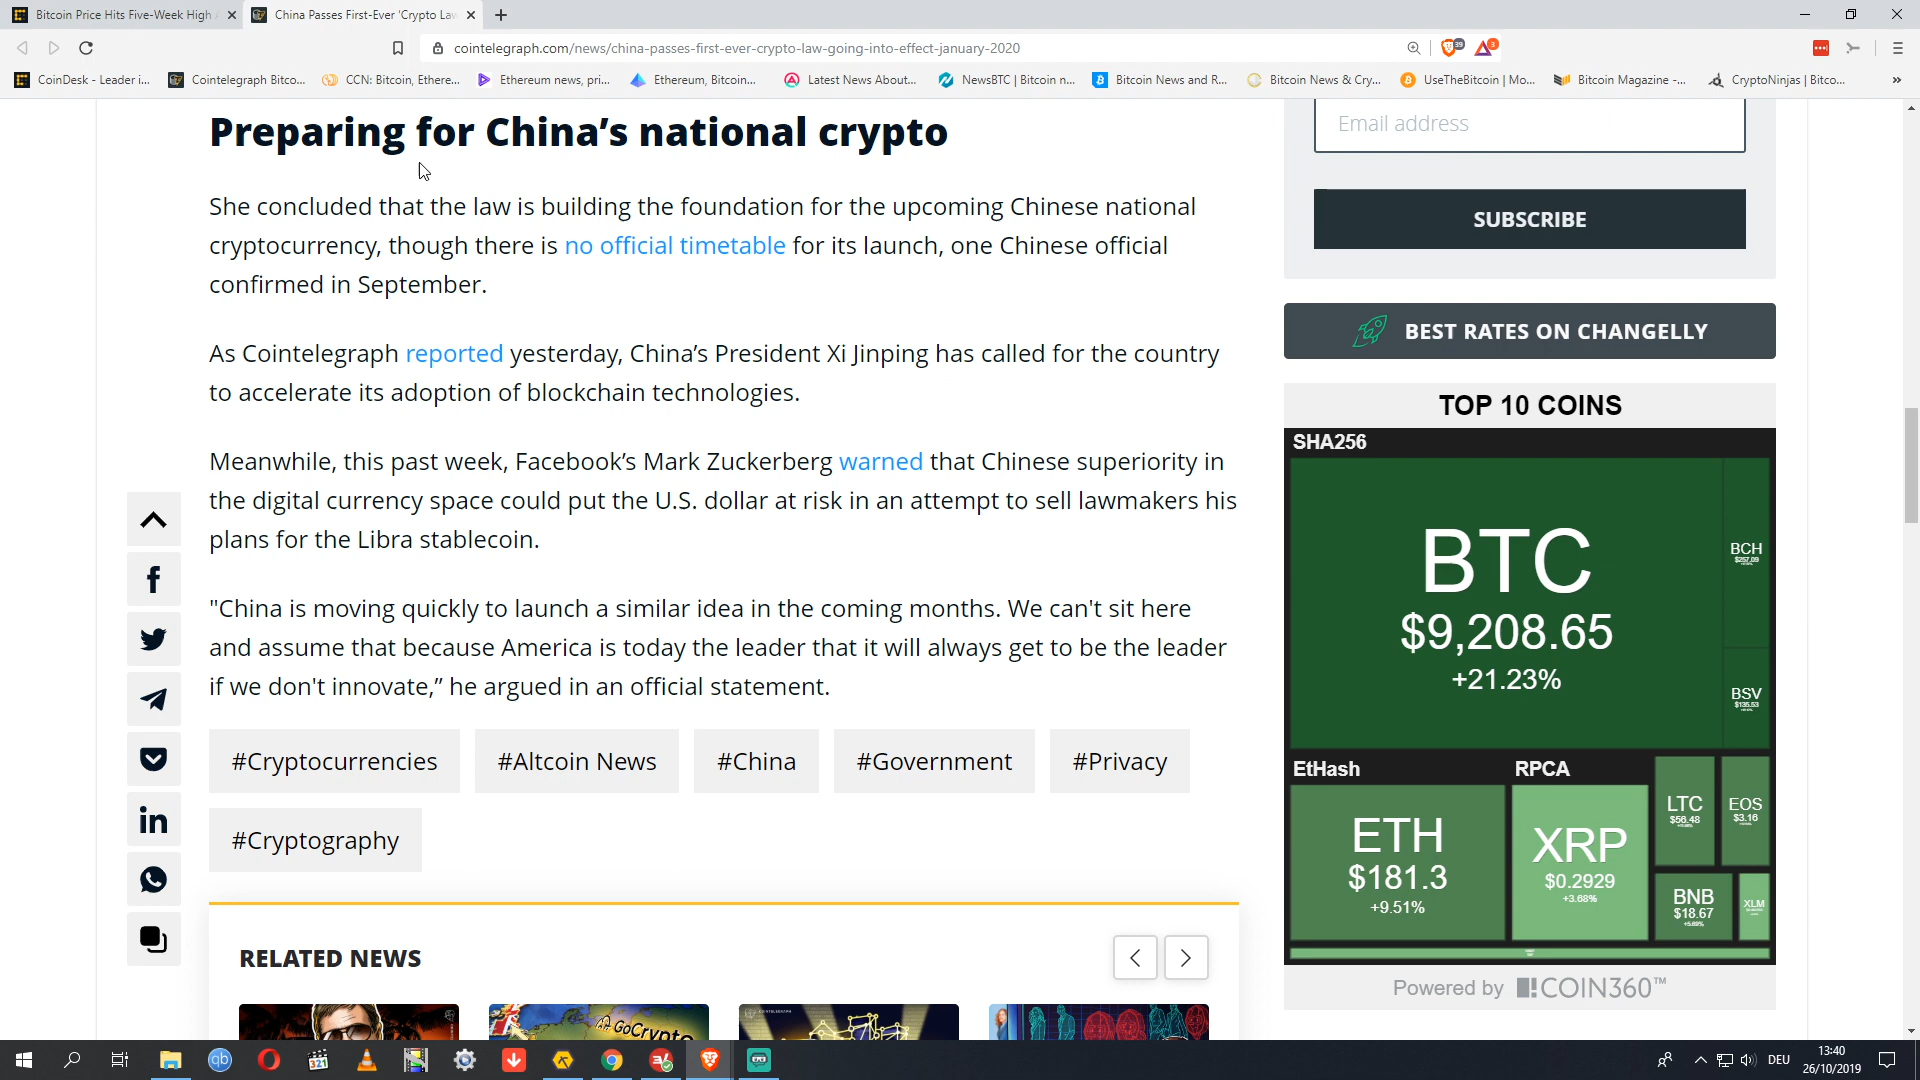 Bitcoin Price Hits Five-Week High
China Passes First-Ever 'Crypto Law
cointelegraph.com/news/china-passes-first-ever-crypto-law-going-into-effect-january-2020
39
3
CoinDesk - Leader i...
Cointelegraph Bitco...
CCN: Bitcoin, Ethere...
Ethereum news, pri...
Ethereum, Bitcoin...
Latest News About...
NewsBTC | Bitcoin n...
Bitcoin News and R...
Bitcoin News & Cry...
UseTheBitcoin | Mo...
Bitcoin Magazine -...
CryptoNinjas | Bitco...
Preparing for China's national crypto
She concluded that the law is building the foundation for the upcoming Chinese national
cryptocurrency, though there is no official timetable for its launch, one Chinese official
confirmed in September.
As Cointelegraph reported yesterday, China's President Xi Jinping has called for the country
to accelerate its adoption of blockchain technologies.
Meanwhile, this past week, Facebook's Mark Zuckerberg warned that Chinese superiority in
the digital currency space could put the U.S. dollar at risk in an attempt to sell lawmakers his
plans for the Libra stablecoin.
"China is moving quickly to launch a similar idea in the coming months. We can't sit here
and assume that because America is today the leader that it will always get to be the leader
if we don't innovate,” he argued in an official statement.
#Cryptocurrencies
#Altcoin News
#China
#Government
#Privacy
#Cryptography
RELATED NEWS
GoCrypto
Email address
SUBSCRIBE
BEST RATES ON CHANGELLY
TOP 10 COINS
SHA256
BTC
$9,208.65
+21.23%
BCH
$257.09
BSV
$135.53
EtHash
ETH
$181.3
+9.51%
RPCA
XRP
$0.2929
+3.68%
LTC
$56.48
EOS
$3.16
BNB
$18.67
XLM
Powered by COIN360™
DEU
13:40
26/10/2019